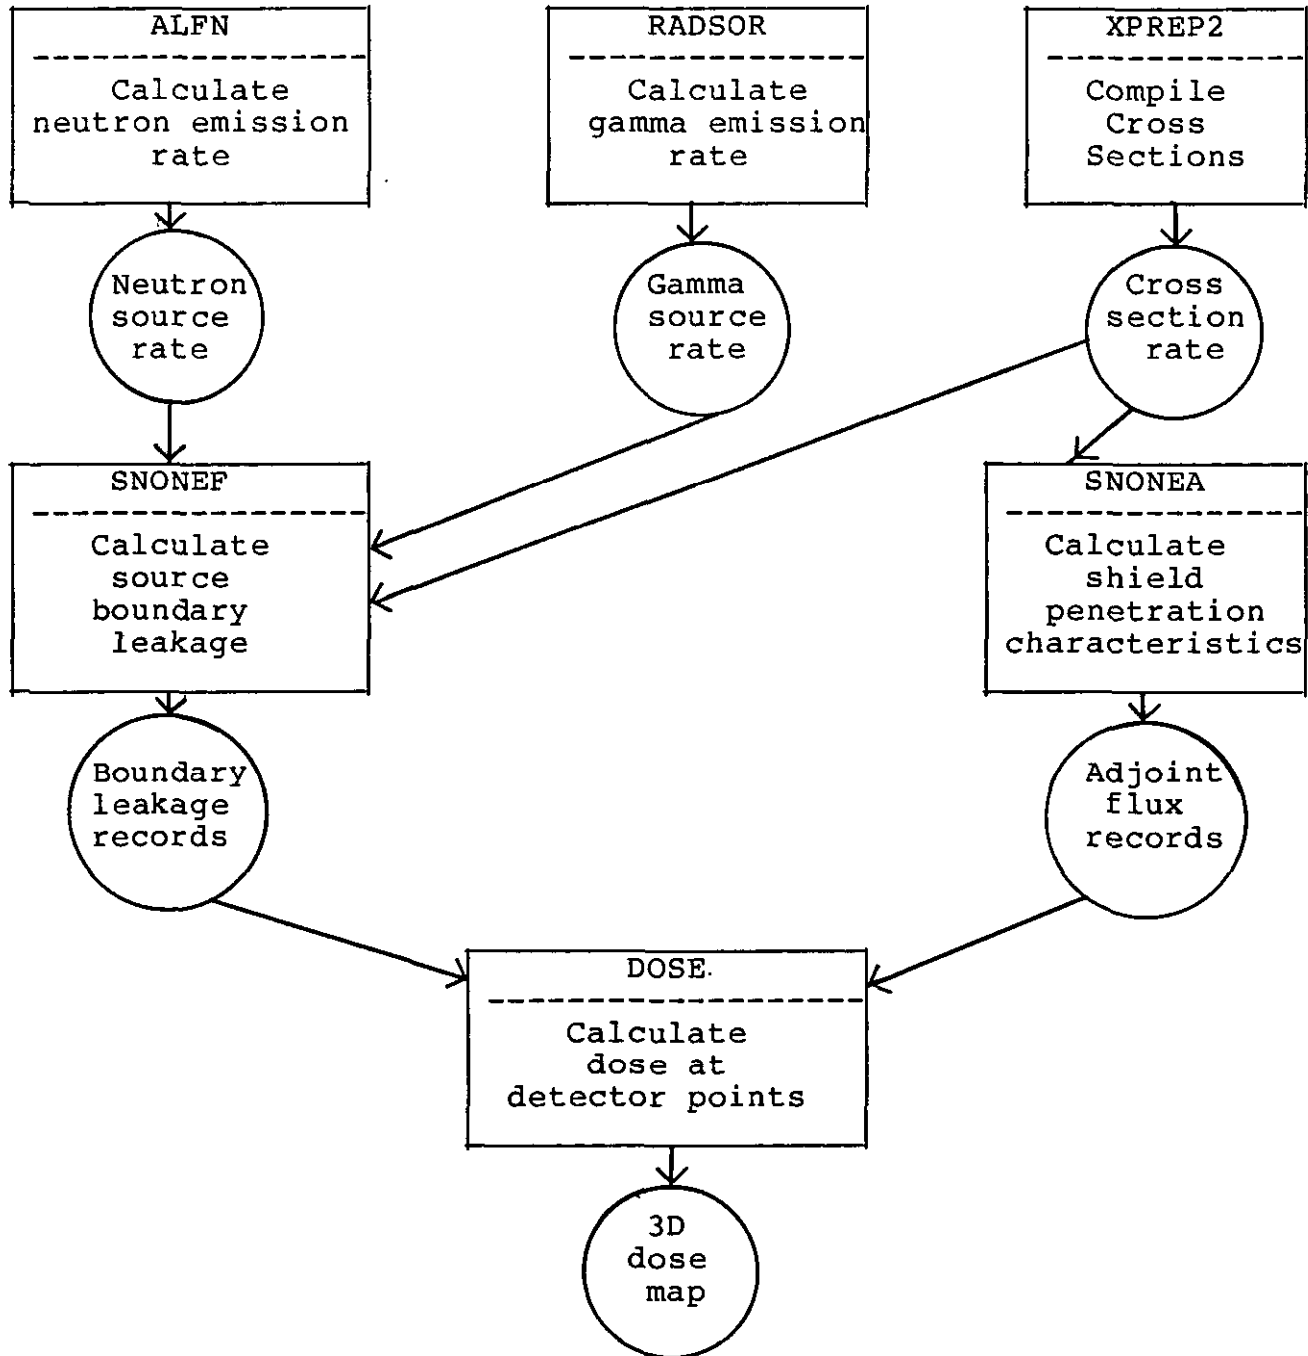 ALFN
Calculate
neutron emission
rate
RADSOR
Calculate
gamma emission
rate
XPREP2
Compile
Cross
Sections
Neutron
source
rate
Gamma
source
rate
Cross
section
rate
SNONEF
Calculate
source
boundary
leakage
SNONEA
Calculate
shield
penetration
characteristics
Boundary
leakage
records
Adjoint
flux
records
DOSE.
Calculate
dose at
detector points
3D
dose
map